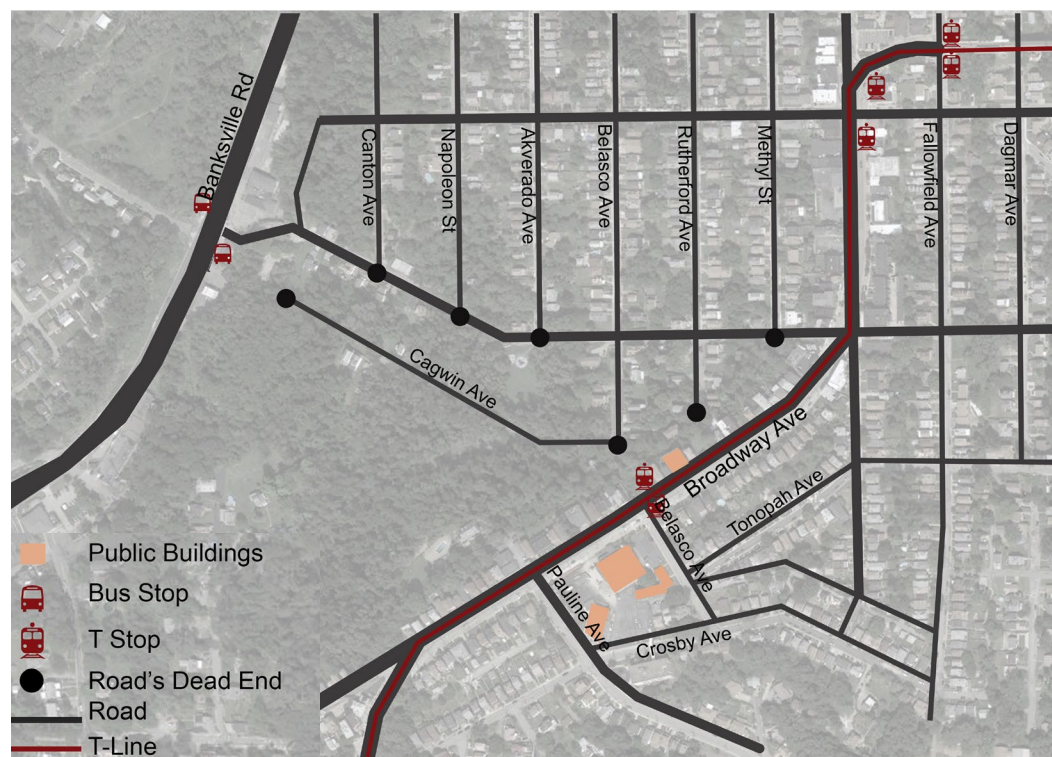 Banksville Rd
Canton Ave
Napoleon St
Akverado Ave
Belasco Ave
Rutherford Ave
Methyl St
Fallowfield Ave
Dagmar Ave
Cagwin Ave
Broadway Ave
Tonopah Ave
Belasco Ave
Pauline Ave
Crosby Ave
Public Buildings
Bus Stop
T Stop
Road's Dead End
Road
T-Line